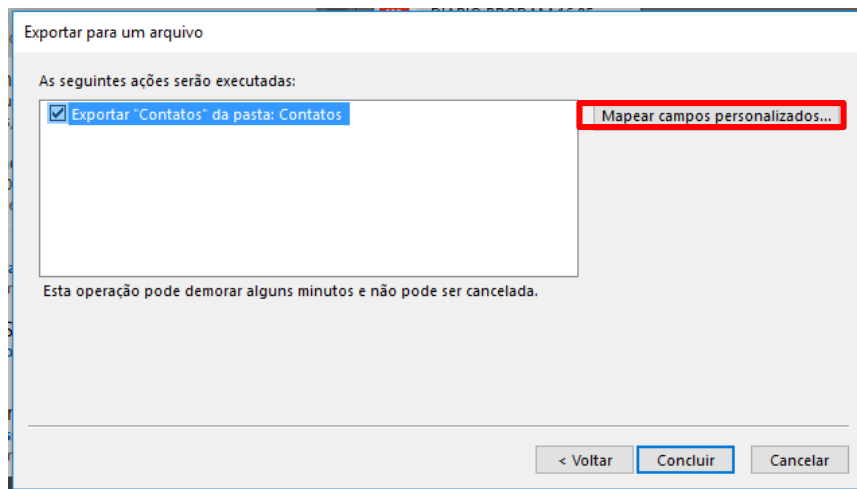 Exportar para um arquivo
As seguintes ações serão executadas:
Exportar "Contatos" da pasta: Contatos
Mapear campos personalizados...
Esta operação pode demorar alguns minutos e não pode ser cancelada.
< Voltar
Concluir
Cancelar